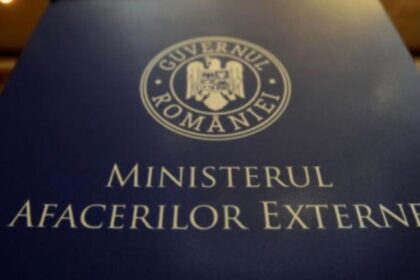 GUVERNUL
ROMÂNIEI
MINISTERUL
AFACERILOR EXTERNE